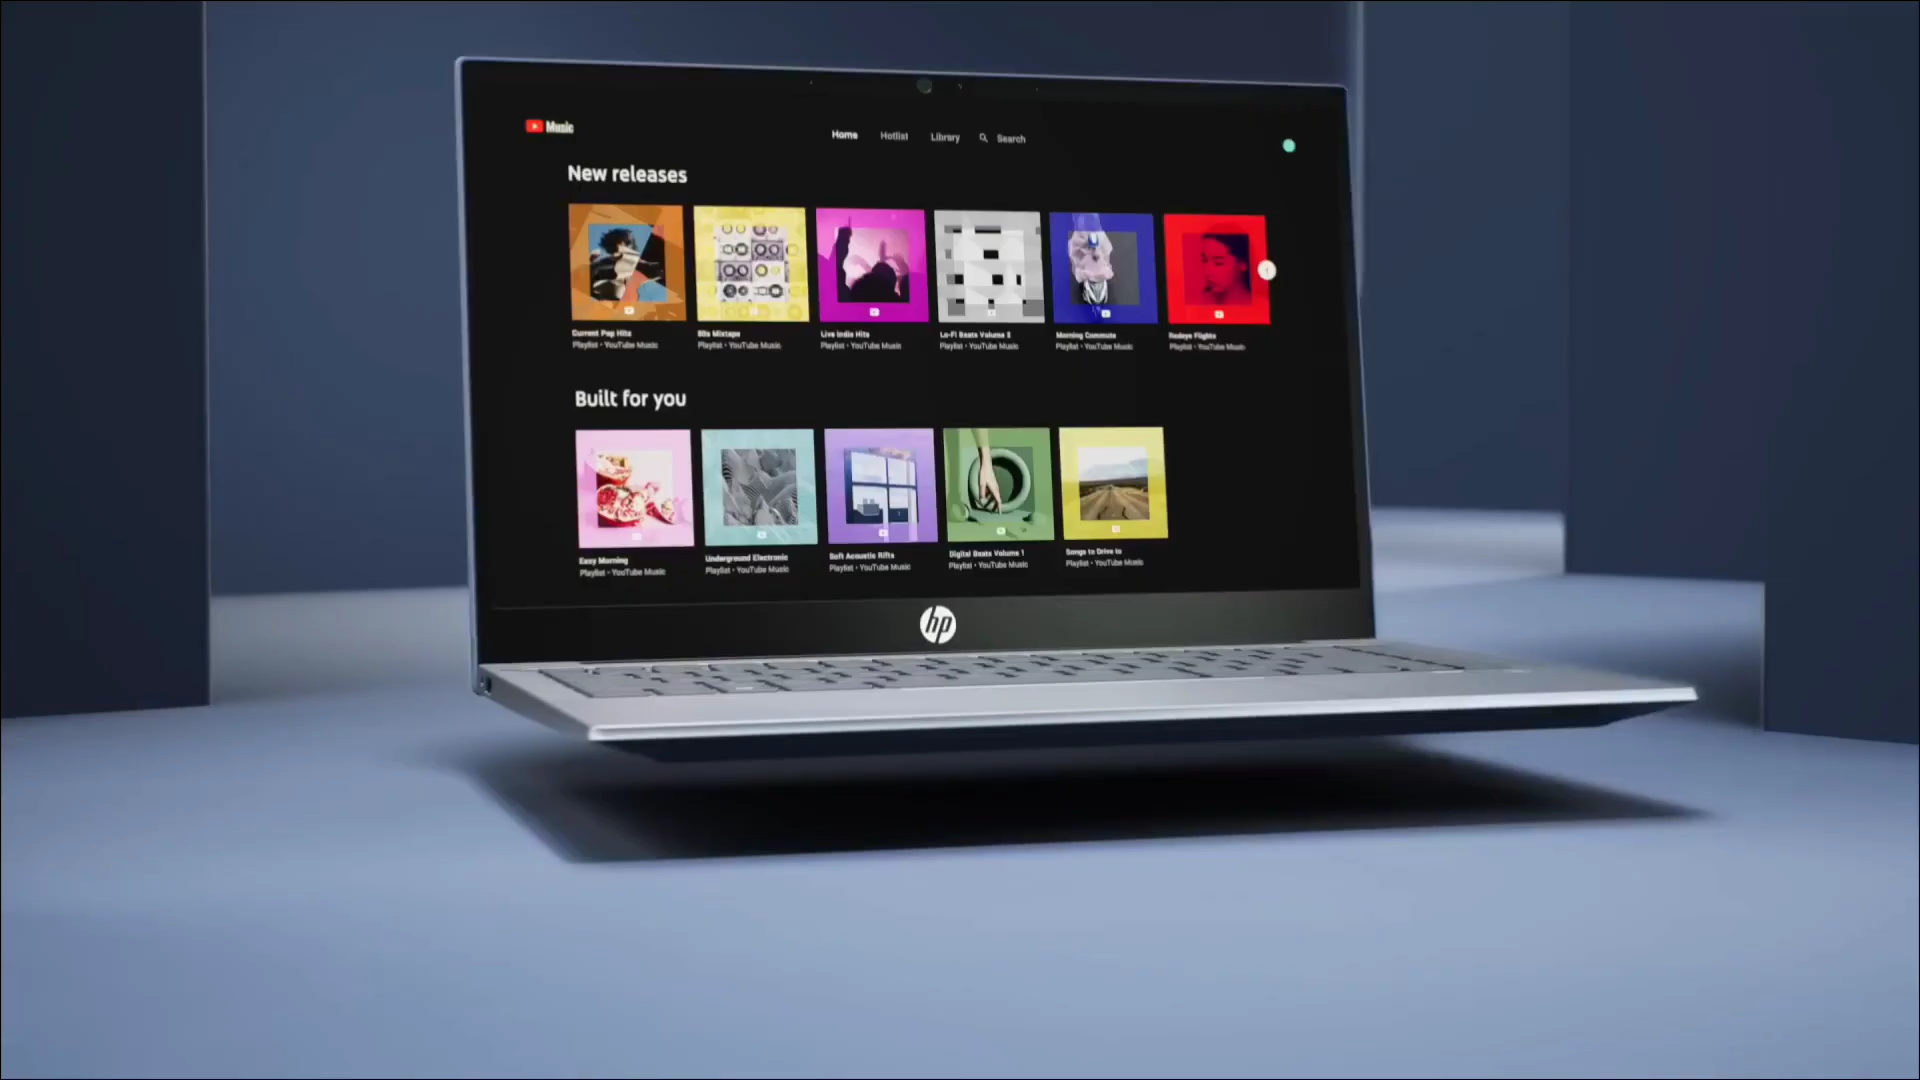 Music
Home Hotlist Library Search
New releases
Current Pop Hits
Playlist • YouTube Music
80s Mixtape
Playlist • YouTube Music
Live Indie Hits
Playlist • YouTube Music
Lo-Fi Beats Volume 2
Playlist • YouTube Music
Morning Commute
Playlist • YouTube Music
Redeye Flights
Playlist • YouTube Music
Built for you
Easy Morning
Playlist • YouTube Music
Underground Electronic
Playlist • YouTube Music
Soft Acoustic Riffs
Playlist • YouTube Music
Digital Beats Volume 1
Playlist • YouTube Music
Songs to Drive to
Playlist • YouTube Music
hp